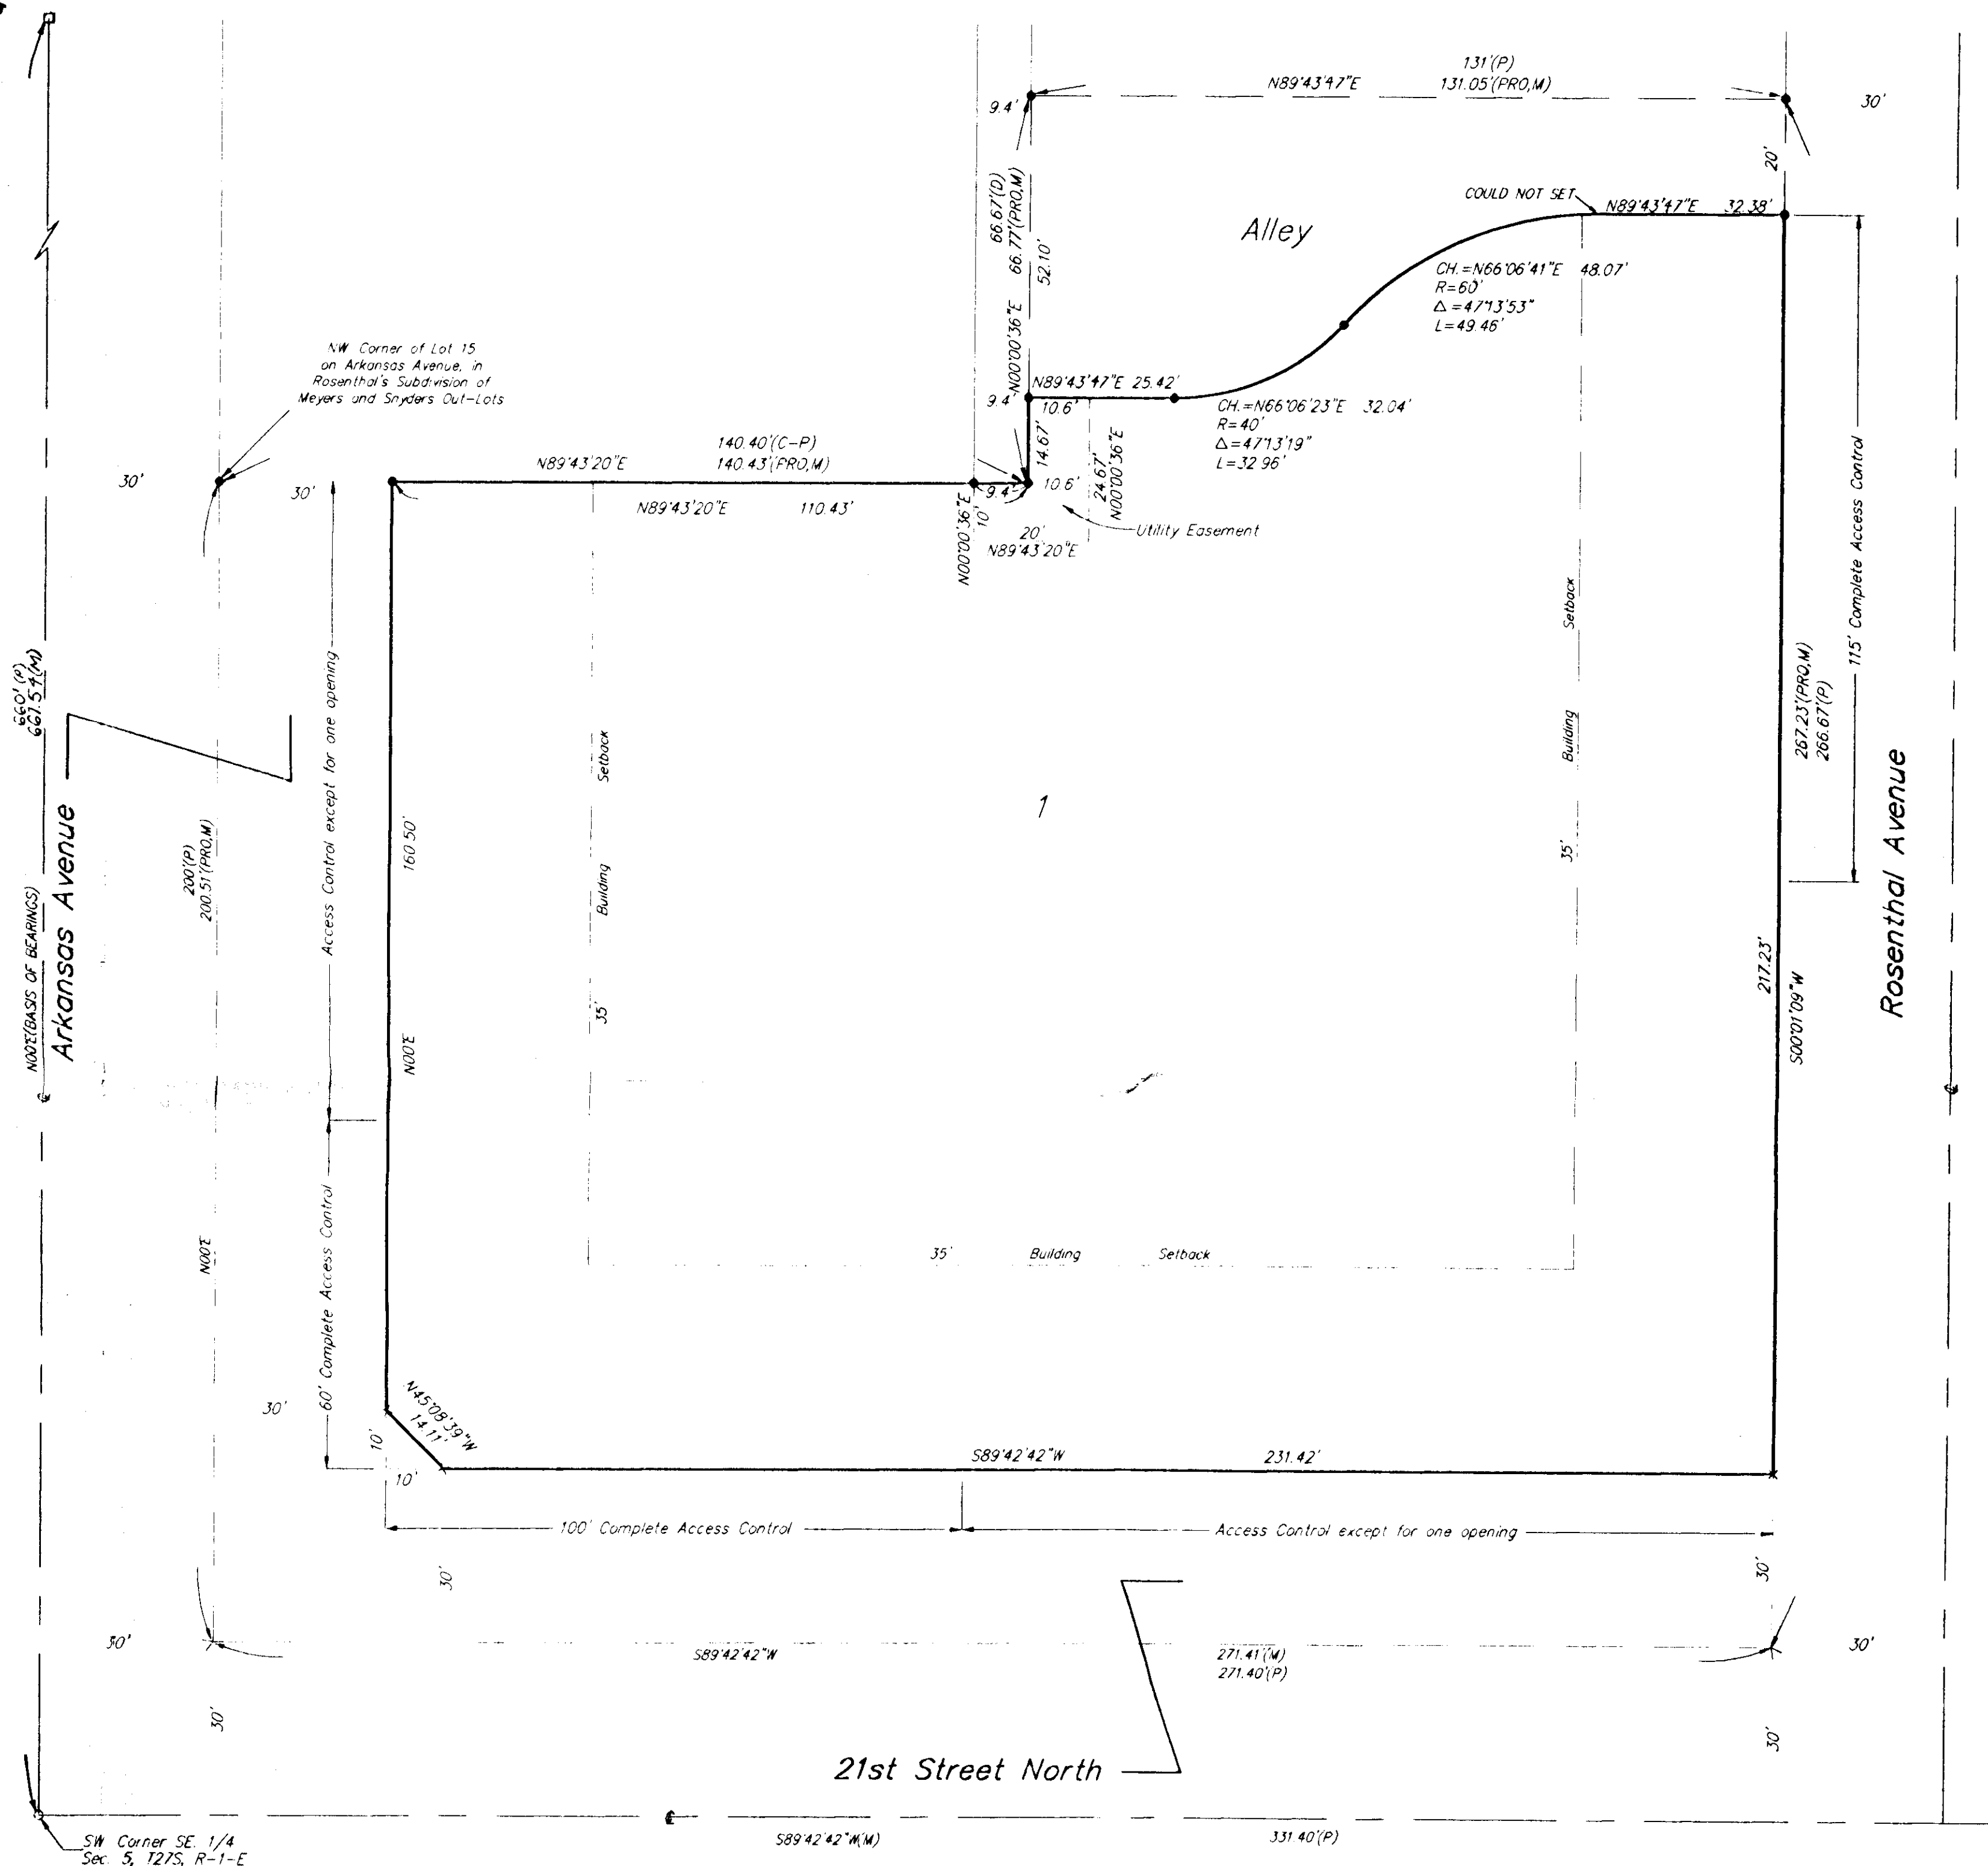 131'(P)
N89°43'47"E 131.05'(PRO,M)
30'
9.4'
20'
66.67'(D)
66.77'(PRO,M)
N00°00'36"E
52.10'
COULD NOT SET
N89°43'47"E 32.38'
Alley
CH.=N66°06'41"E 48.07'
R=60'
Δ=47°13'53"
L=49.46'
NW Corner of Lot 15
on Arkansas Avenue, in
Rosenthal's Subdivision of
Meyers and Snyders Out-Lots
N89°43'47"E 25.42'
9.4'
10.6'
CH.=N66°06'23"E 32.04'
R=40'
Δ=47°13'19"
L=32.96'
14.67'
24.67'
N00°00'36"E
140.40'(C-P)
N89°43'20"E 140.43'(PRO,M)
30'
30'
N89°43'20"E 110.43'
9.4'
10.6'
N00°00'36"E
10'
20'
N89°43'20"E
Utility Easement
115' Complete Access Control
35' Building Setback
35' Building Setback
267.23'(PRO,M)
266.67'(P)
660' (P)
661.54(M)
N00°E(BASIS OF BEARINGS)
Arkansas Avenue
200'(P)
200.51'(PRO,M)
N00°E
Access Control except for one opening
160.50'
N00°E
1
Rosenthal Avenue
217.23'
S00°01'09"W
60' Complete Access Control
35' Building Setback
30'
N45°08'39"W
14.11'
10'
10'
S89°42'42"W 231.42'
100' Complete Access Control
Access Control except for one opening
30'
30'
30'
S89°42'42"W
271.41'(M)
271.40'(P)
30'
30'
30'
21st Street North
SW Corner SE. 1/4
Sec. 5, T27S, R-1-E
S89°42'42"W(M)
331.40'(P)